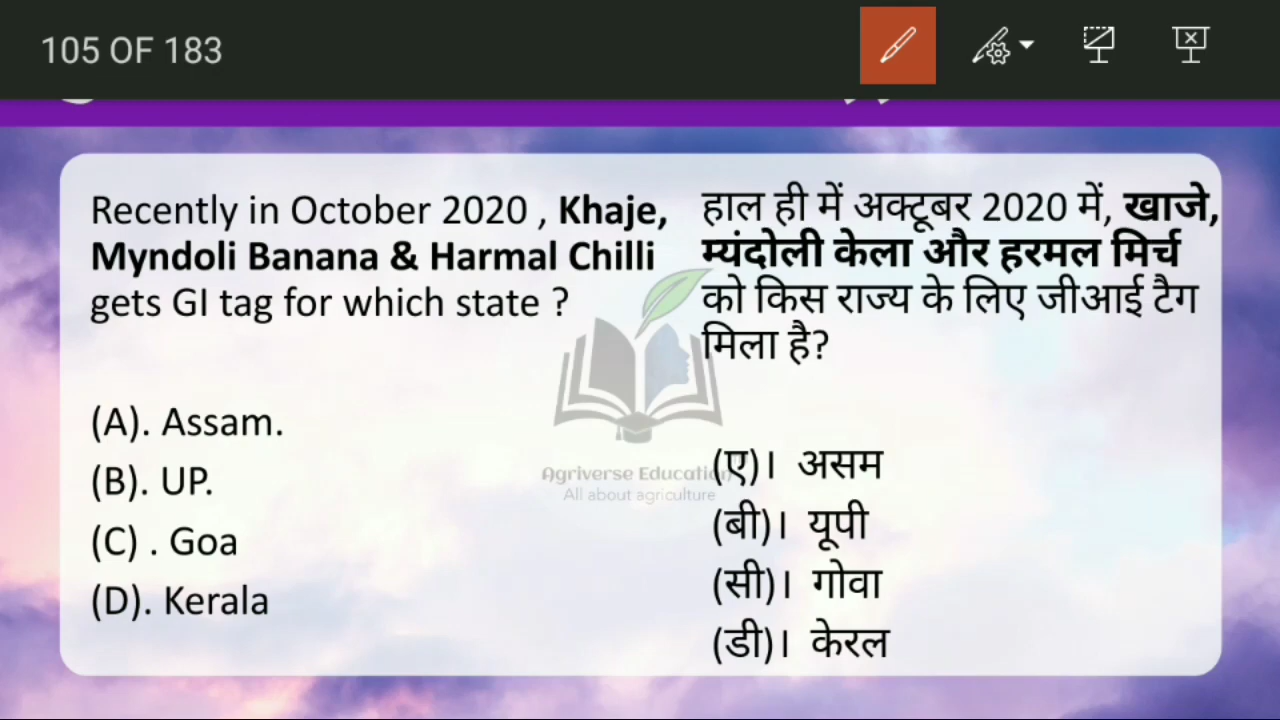 105 OF 183
Recently in October 2020 , Khaje,
Myndoli Banana & Harmal Chilli
gets GI tag for which state ?
(A). Assam.
(B). UP.
(C) . Goa
(D). Kerala
हाल ही में अक्टूबर 2020 में, खाजे,
म्यंदोली केला और हरमल मिर्च
को किस राज्य के लिए जीआई टैग
मिला है?
(ए)। असम
(बी)। यूपी
(सी)। गोवा
(डी)। केरल
Agriverse Education
All about agriculture